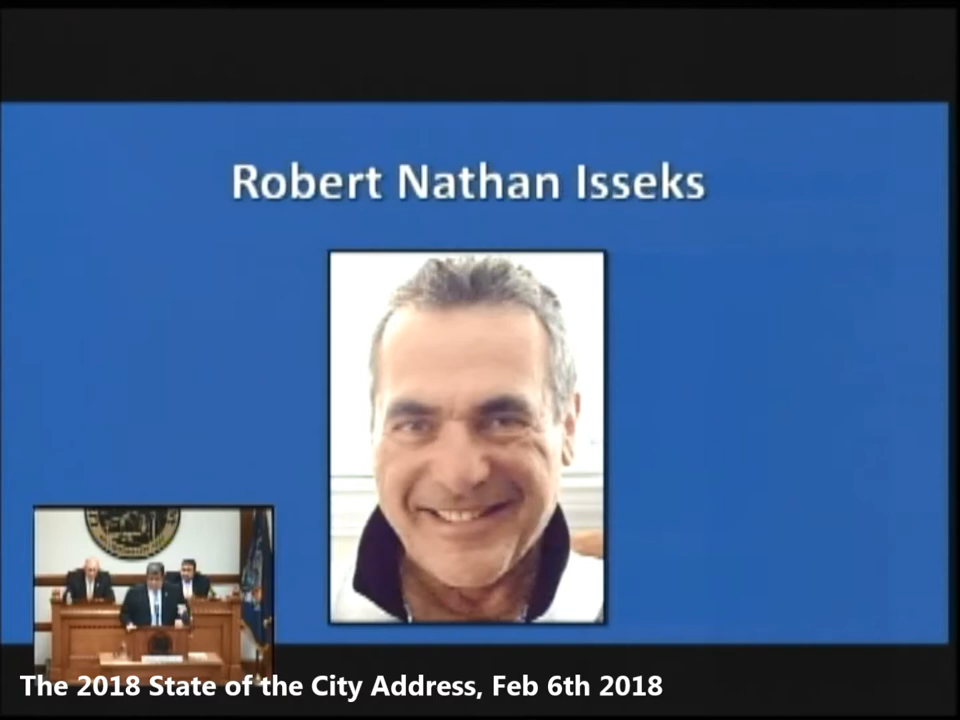 Robert Nathan Isseks
The 2018 State of the City Address, Feb 6th 2018